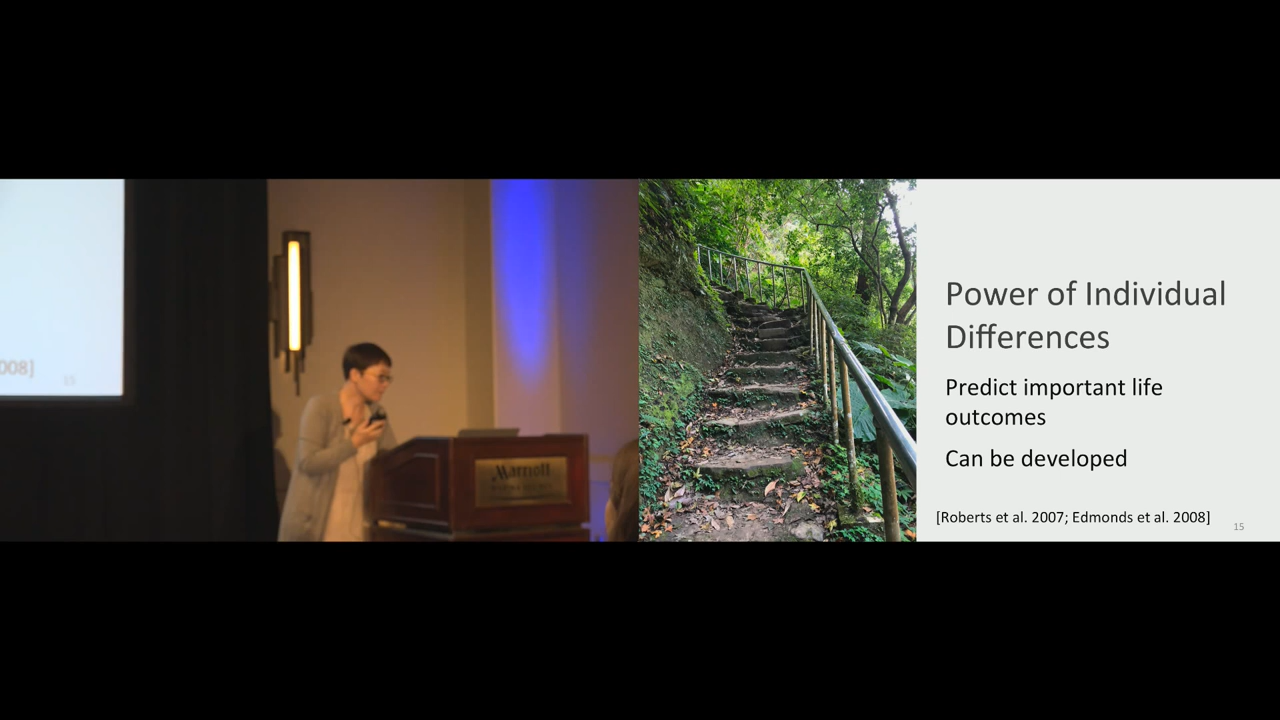 008]
15
Marriott
Power of Individual
Differences
Predict important life
outcomes
Can be developed
[Roberts et al. 2007; Edmonds et al. 2008]
15